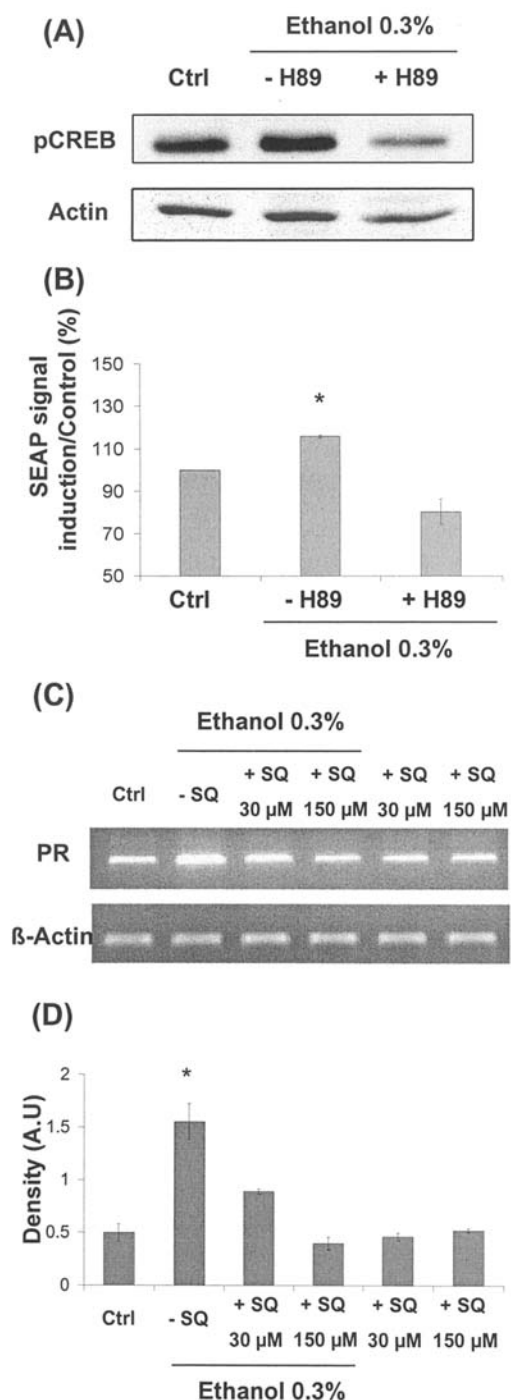 (A)
Ethanol 0.3%
Ctrl - H89 + H89
pCREB
Actin
(B)
SEAP signal
induction/Control (%)
150
130
110
90
70
50
*
Ctrl - H89 + H89
Ethanol 0.3%
(C)
Ethanol 0.3%
+ SQ + SQ + SQ + SQ
Ctrl - SQ
30 µM 150 µM 30 µM 150 µM
PR
ß-Actin
(D)
Density (A.U)
2
1.5
1
0.5
0
*
+ SQ + SQ + SQ + SQ
Ctrl - SQ
30 µM 150 µM 30 µM 150 µM
Ethanol 0.3%